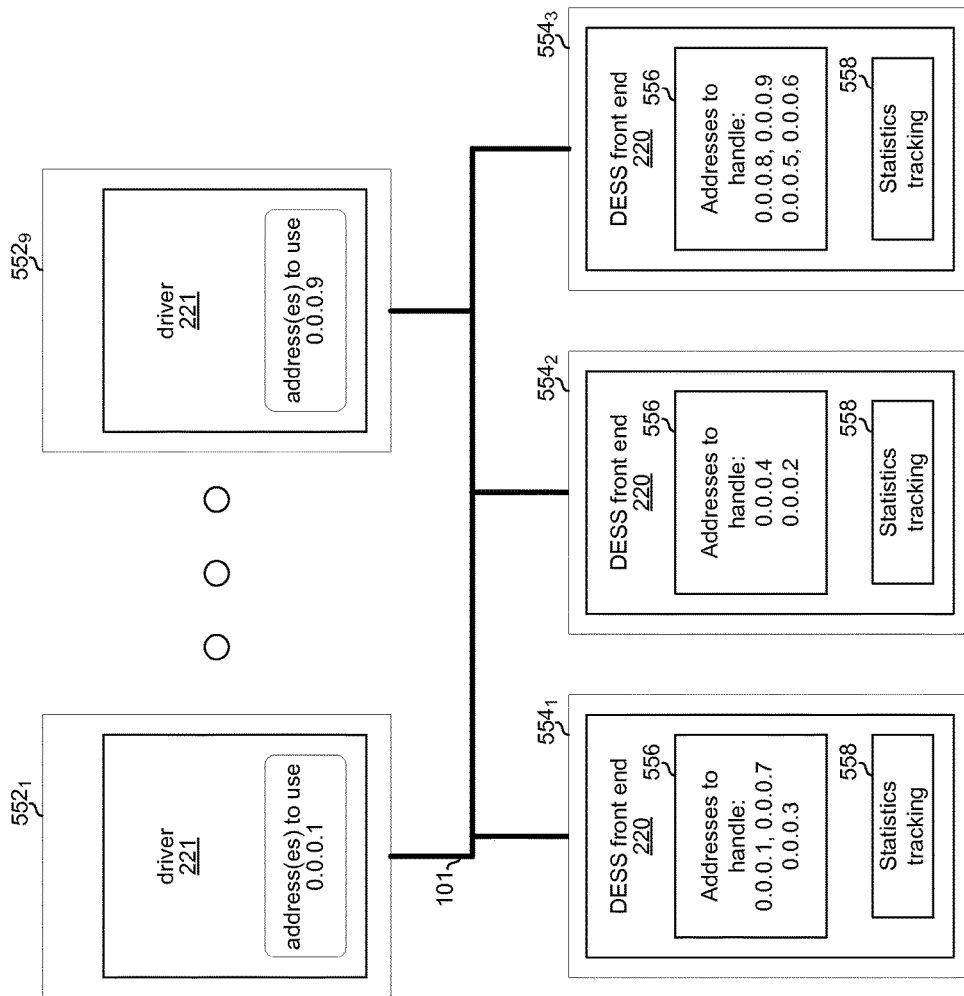 552₁
driver
221
address(es) to use
0.0.0.1
552₉
driver
221
address(es) to use
0.0.0.9
101
554₁
DESS front end
220
556
Addresses to
handle:
0.0.0.1, 0.0.0.7
0.0.0.3
558
Statistics
tracking
554₂
DESS front end
220
556
Addresses to
handle:
0.0.0.4
0.0.0.2
558
Statistics
tracking
554₃
DESS front end
220
556
Addresses to
handle:
0.0.0.8, 0.0.0.9
0.0.0.5, 0.0.0.6
558
Statistics
tracking